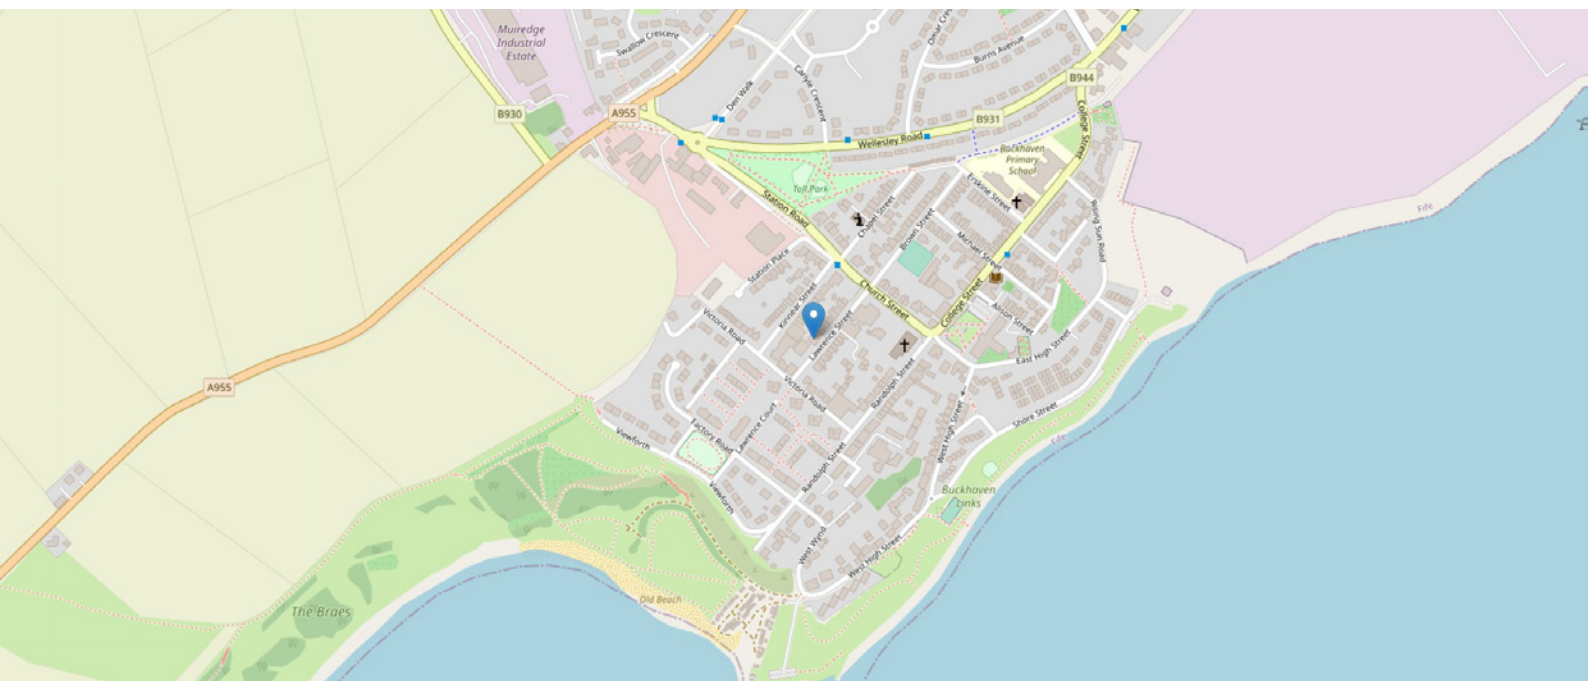 Muiredge
Industrial
Estate
Swallow Crescent
Omar Cres
Burns Avenue
Carlyle Crescent
Den Walk
B944
B930
A955
B931
College Street
Wellesley Road
Buckhaven
Primary
School
Toll Park
Station Road
Erskine Street
Chapel Street
Brown Street
Michael Street
Rising Sun Road
Fife
Station Place
Kinnear Street
Church Street
College Street
Alison Street
Victoria Road
Lawrence Street
East High Street
A955
Victoria Road
Randolph Street
Shore Street
Lawrence Court
West High Street
Factory Road
Viewforth
Fife
Randolph Street
Viewforth
Buckhaven
Links
West Wynd
West High Street
Old Beach
The Braes